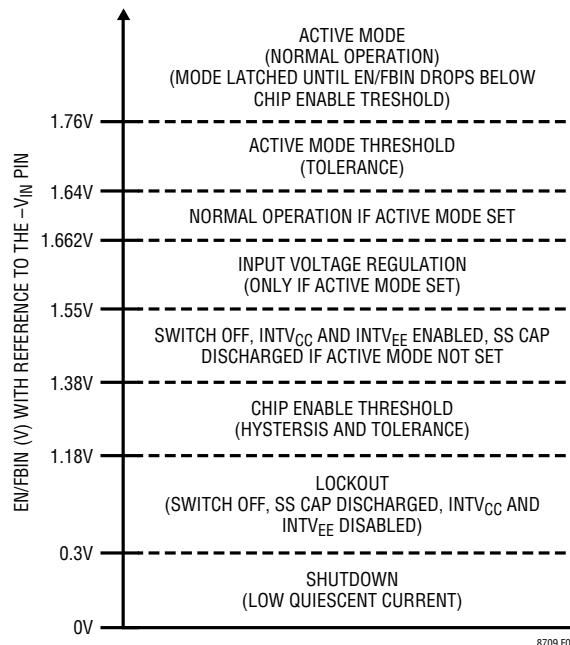 ACTIVE MODE
(NORMAL OPERATION)
(MODE LATCHED UNTIL EN/FBIN DROPS BELOW
CHIP ENABLE TRESHOLD)
1.76V
ACTIVE MODE THRESHOLD
(TOLERANCE)
1.64V
NORMAL OPERATION IF ACTIVE MODE SET
1.662V
INPUT VOLTAGE REGULATION
(ONLY IF ACTIVE MODE SET)
1.55V
SWITCH OFF, INTVCC AND INTVEE ENABLED, SS CAP
DISCHARGED IF ACTIVE MODE NOT SET
1.38V
CHIP ENABLE THRESHOLD
(HYSTERSIS AND TOLERANCE)
1.18V
LOCKOUT
(SWITCH OFF, SS CAP DISCHARGED, INTVCC AND
INTVEE DISABLED)
0.3V
SHUTDOWN
(LOW QUIESCENT CURRENT)
0V
EN/FBIN (V) WITH REFERENCE TO THE –VIN PIN
8709